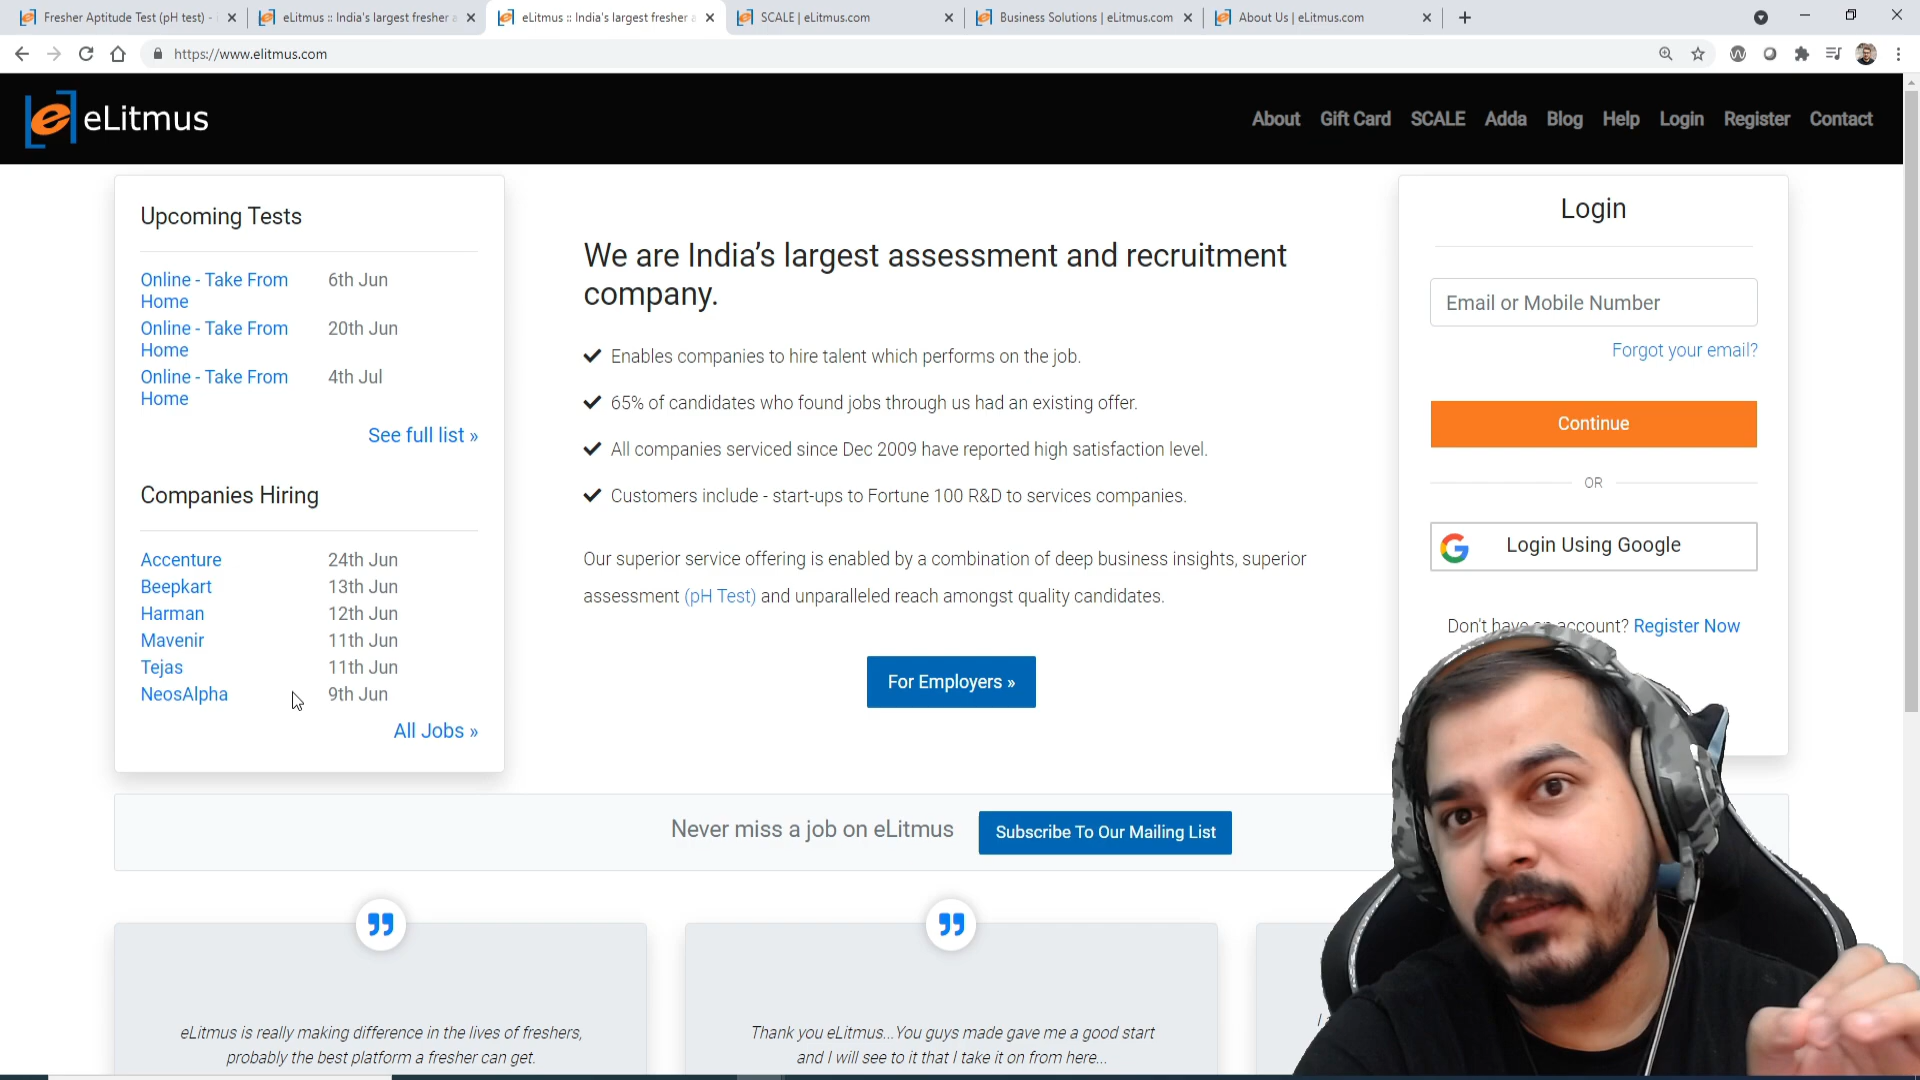 Fresher Aptitude Test (pH test) -
eLitmus :: India's largest fresher a
eLitmus :: India's largest fresher a
SCALE | eLitmus.com
Business Solutions | eLitmus.com
About Us | eLitmus.com
https://www.elitmus.com
eLitmus
About Gift Card SCALE Adda Blog Help Login Register Contact
Upcoming Tests
Online - Take From Home 6th Jun
Online - Take From Home 20th Jun
Online - Take From Home 4th Jul
See full list »
Companies Hiring
Accenture 24th Jun
Beepkart 13th Jun
Harman 12th Jun
Mavenir 11th Jun
Tejas 11th Jun
NeosAlpha 9th Jun
All Jobs »
We are India's largest assessment and recruitment
company.
Enables companies to hire talent which performs on the job.
65% of candidates who found jobs through us had an existing offer.
All companies serviced since Dec 2009 have reported high satisfaction level.
Customers include - start-ups to Fortune 100 R&D to services companies.
Our superior service offering is enabled by a combination of deep business insights, superior
assessment (pH Test) and unparalleled reach amongst quality candidates.
For Employers »
Login
Email or Mobile Number
Forgot your email?
Continue
OR
Login Using Google
Don't have an account? Register Now
Never miss a job on eLitmus
Subscribe To Our Mailing List
eLitmus is really making difference in the lives of freshers,
probably the best platform a fresher can get.
Thank you eLitmus...You guys made gave me a good start
and I will see to it that I take it on from here...